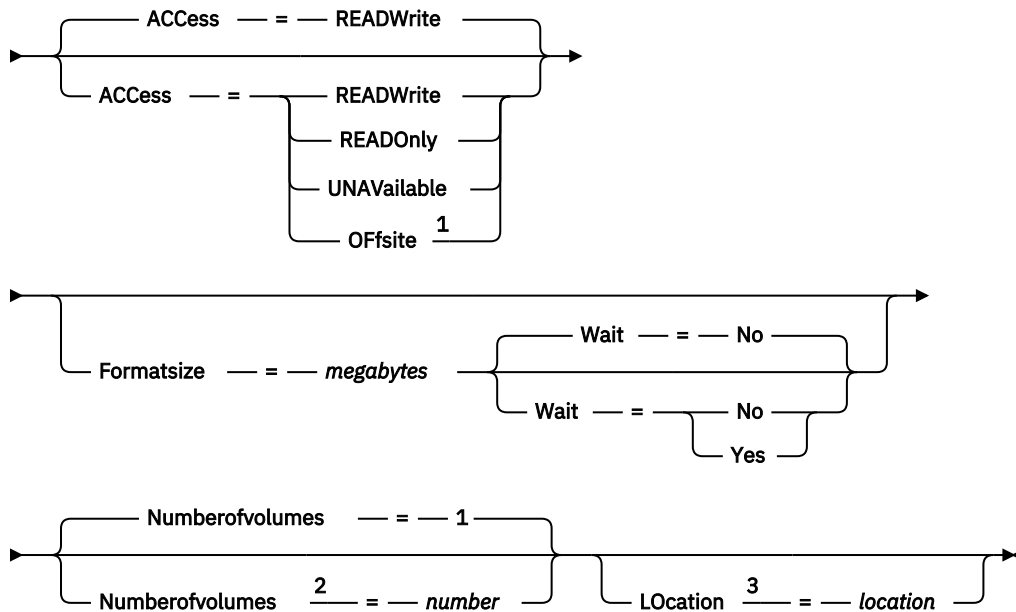 ACCess = READWrite
ACCess = READWrite
READOnly
UNAVailable
OFfsite 1
Wait = No
Formatsize = megabytes
Wait = No
Yes
Numberofvolumes = 1
Numberofvolumes 2 = number
LOcation 3 = location